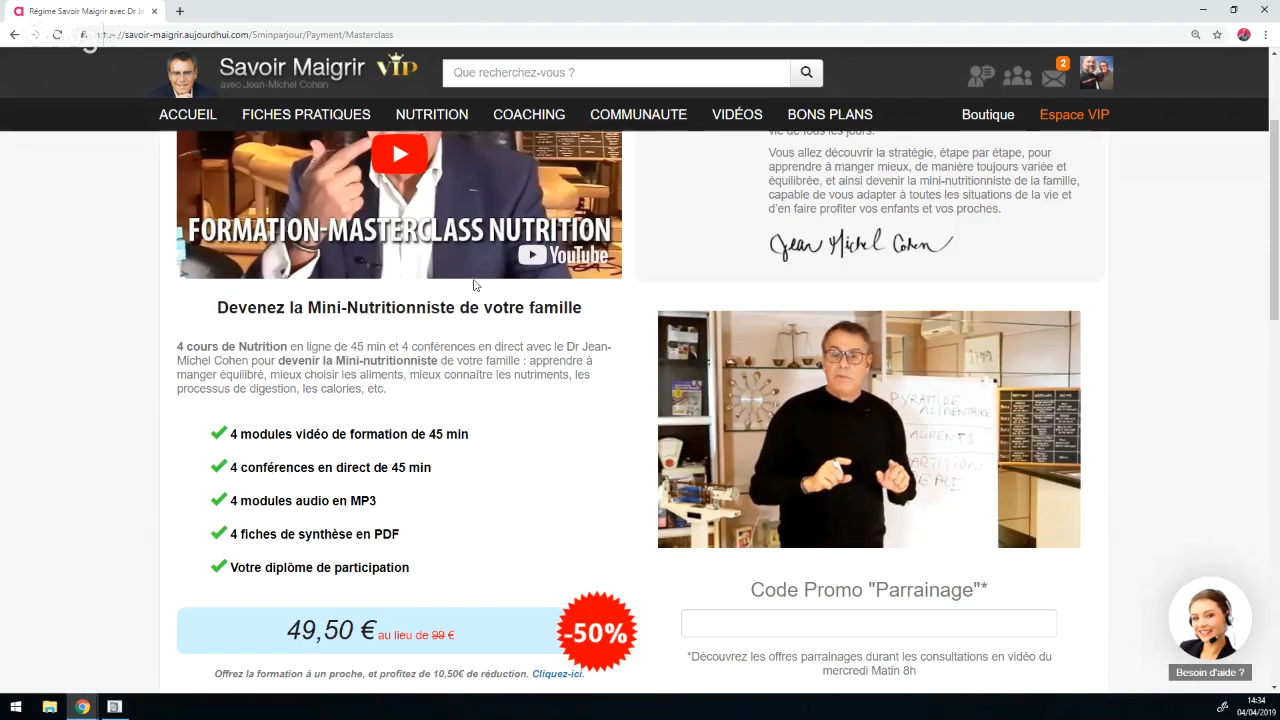 Régime Savoir Maigrir avec Dr Je
https://savoir-maigrir.aujourdhui.com/5minparjour/Payment/Masterclass
Savoir Maigrir VIP
avec Jean-Michel Cohen
Que recherchez-vous ?
2
ACCUEIL FICHES PRATIQUES NUTRITION COACHING COMMUNAUTE VIDÉOS BONS PLANS Boutique Espace VIP
FORMATION-MASTERCLASS NUTRITION
YouTube
vie de tous les jours.
Vous allez découvrir la stratégie, étape par étape, pour
apprendre à manger mieux, de manière toujours variée et
équilibrée, et ainsi devenir la mini-nutritionniste de la famille,
capable de vous adapter à toutes les situations de la vie et
d'en faire profiter vos enfants et vos proches.
Jean Michel Cohen
Devenez la Mini-Nutritionniste de votre famille
4 cours de Nutrition en ligne de 45 min et 4 conférences en direct avec le Dr Jean-
Michel Cohen pour devenir la Mini-nutritionniste de votre famille : apprendre à
manger équilibré, mieux choisir les aliments, mieux connaître les nutriments, les
processus de digestion, les calories, etc.
4 modules vidéo de formation de 45 min
4 conférences en direct de 45 min
4 modules audio en MP3
4 fiches de synthèse en PDF
Votre diplôme de participation
49,50 € au lieu de 99 €
-50%
Offrez la formation à un proche, et profitez de 10,50€ de réduction. Cliquez-ici.
PYRAMIDE
ALIMENTAIRE
Code Promo "Parrainage"*
*Découvrez les offres parrainages durant les consultations en vidéo du
mercredi Matin 8h
Besoin d'aide ?
14:34
04/04/2019